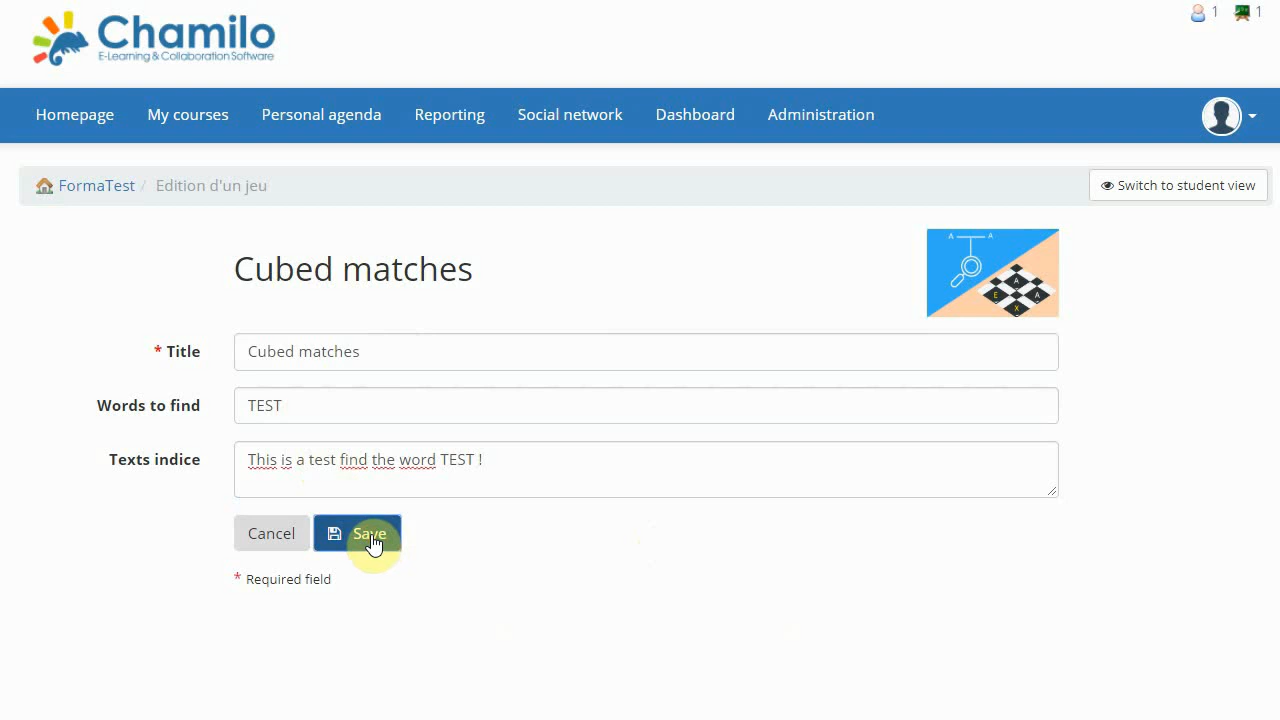 Chamilo
E-Learning & Collaboration Software
1 1
Homepage My courses Personal agenda Reporting Social network Dashboard Administration
FormaTest / Edition d'un jeu
Switch to student view
Cubed matches
A A
A
E A
X
* Title Cubed matches
Words to find TEST
Texts indice This is a test find the word TEST !
Cancel Save
* Required field